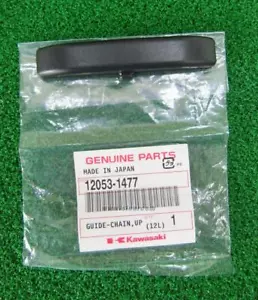 GENUINE PARTS
MADE IN JAPAN
12053-1477
GUIDE-CHAIN,UP (12L) 1
Kawasaki